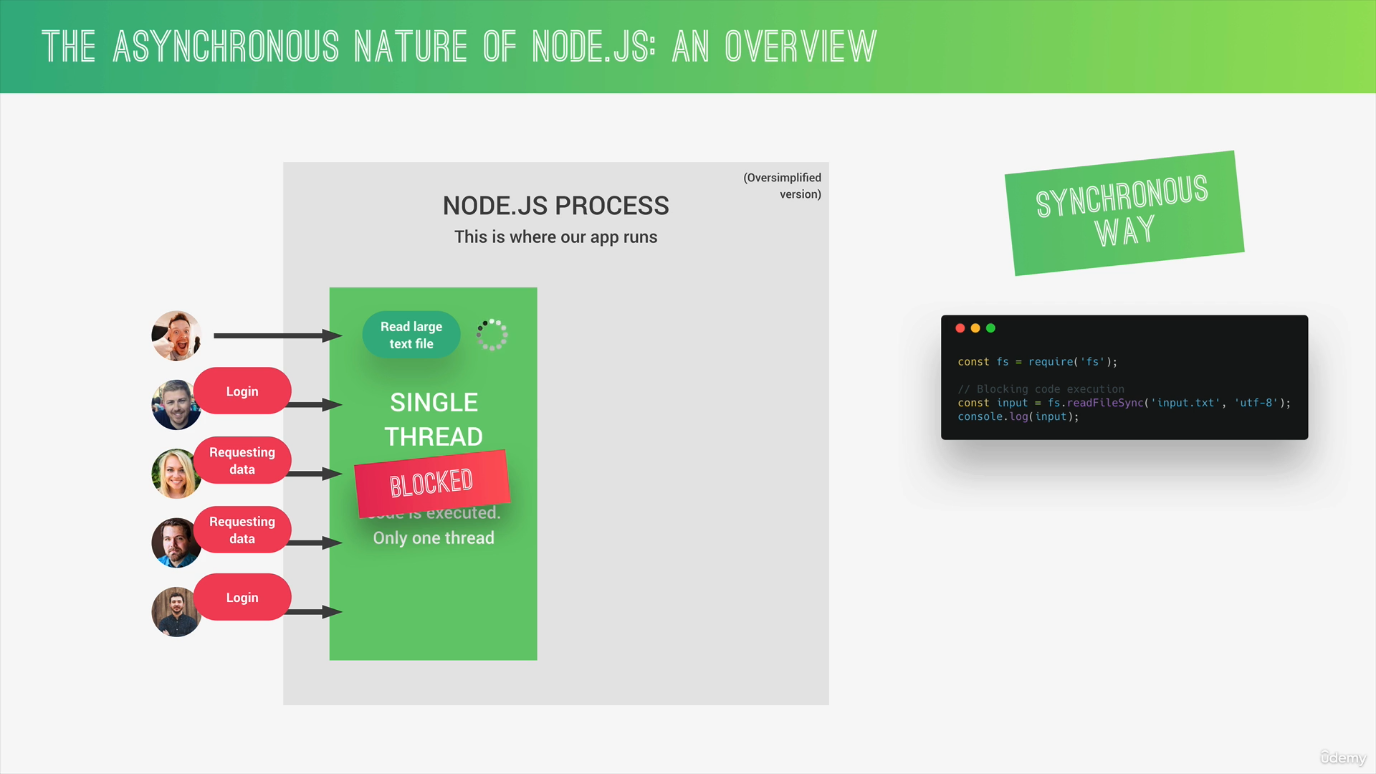 THE ASYNCHRONOUS NATURE OF NODE.JS: AN OVERVIEW
(Oversimplified
version)
NODE.JS PROCESS
This is where our app runs
Read large
text file
Login
Requesting
data
Requesting
data
Login
SINGLE
THREAD
BLOCKED
code is executed.
Only one thread
SYNCHRONOUS
WAY
const fs = require('fs');
// Blocking code execution
const input = fs.readFileSync('input.txt', 'utf-8');
console.log(input);
ûdemy